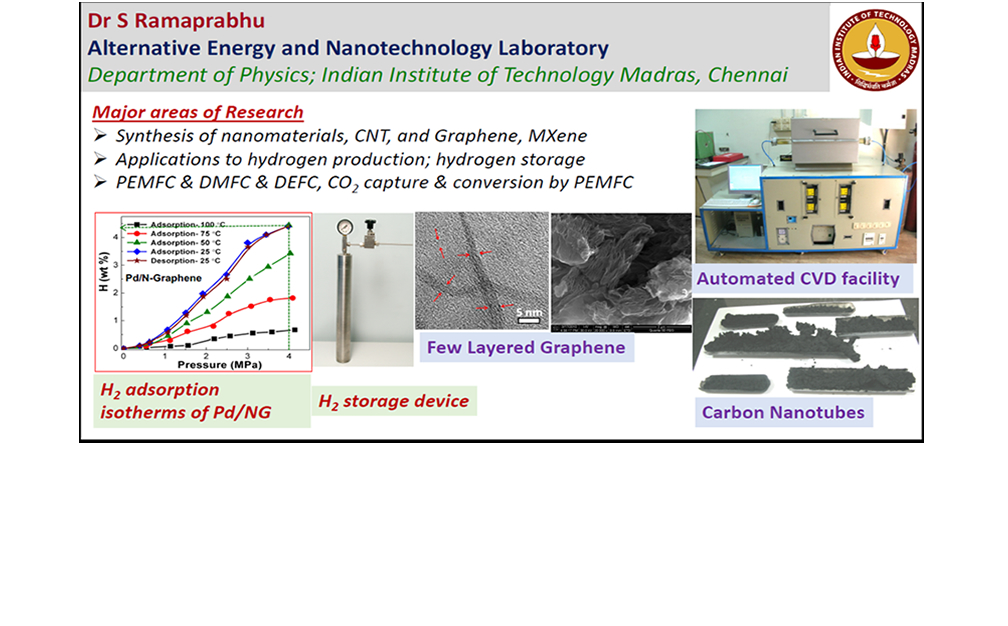 Dr S Ramaprabhu
Alternative Energy and Nanotechnology Laboratory
Department of Physics; Indian Institute of Technology Madras, Chennai
INDIAN INSTITUTE OF TECHNOLOGY MADRAS
Major areas of Research
➢ Synthesis of nanomaterials, CNT, and Graphene, MXene
➢ Applications to hydrogen production; hydrogen storage
➢ PEMFC & DMFC & DEFC, CO₂ capture & conversion by PEMFC
Adsorption- 100 °C
Adsorption- 75 °C
Adsorption- 50 °C
Adsorption- 25 °C
Desorption- 25 °C
Pd/N-Graphene
H (wt %)
4
3
2
1
0
0 1 2 3 4
Pressure (MPa)
H₂ adsorption
isotherms of Pd/NG
H₂ storage device
5 nm
Few Layered Graphene
Automated CVD facility
Carbon Nanotubes